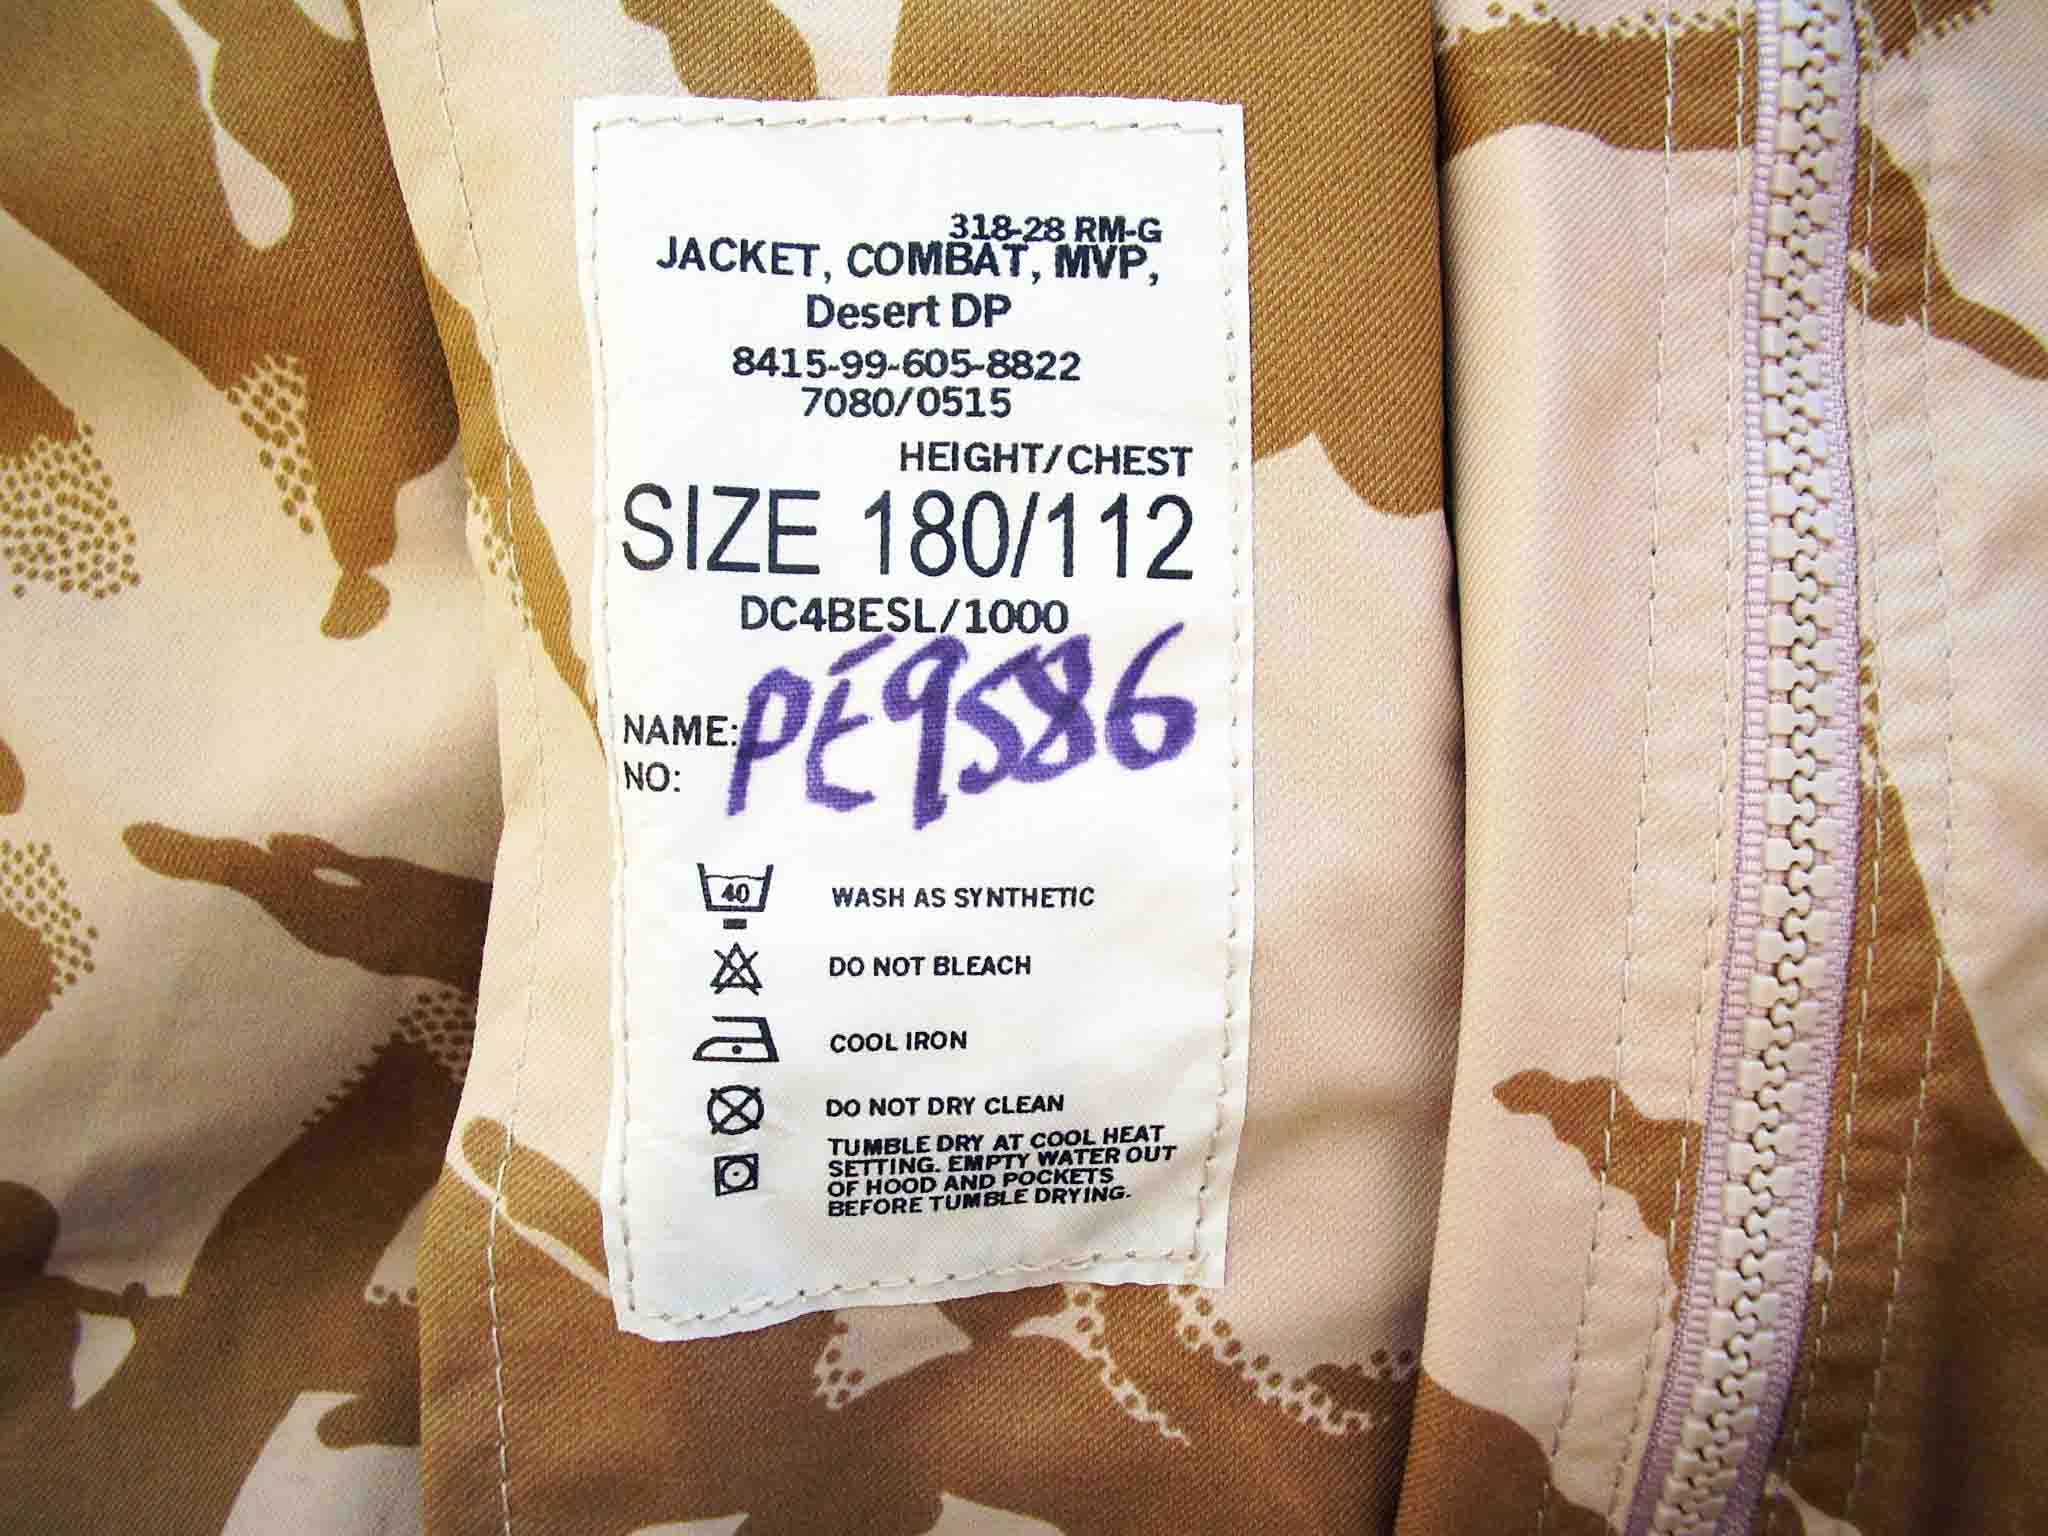 318-28 RM-G
JACKET, COMBAT, MVP,
Desert DP
8415-99-605-8822
7080/0515
HEIGHT/CHEST
SIZE 180/112
DC4BESL/1000
NAME: PE9586
NO:
40 WASH AS SYNTHETIC
DO NOT BLEACH
COOL IRON
DO NOT DRY CLEAN
TUMBLE DRY AT COOL HEAT
SETTING. EMPTY WATER OUT
OF HOOD AND POCKETS
BEFORE TUMBLE DRYING.